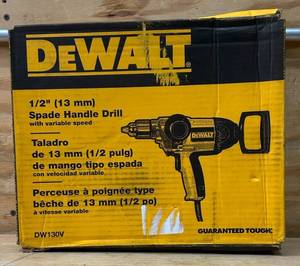 DEWALT
1/2" (13 mm)
Spade Handle Drill
with variable speed
Taladro
de 13 mm (1/2 pulg)
de mango tipo espada
con velocidad variable
Perceuse à poignée type
bêche de 13 mm (1/2 po)
à vitesse variable
DEWALT
DW130V
GUARANTEED TOUGH.